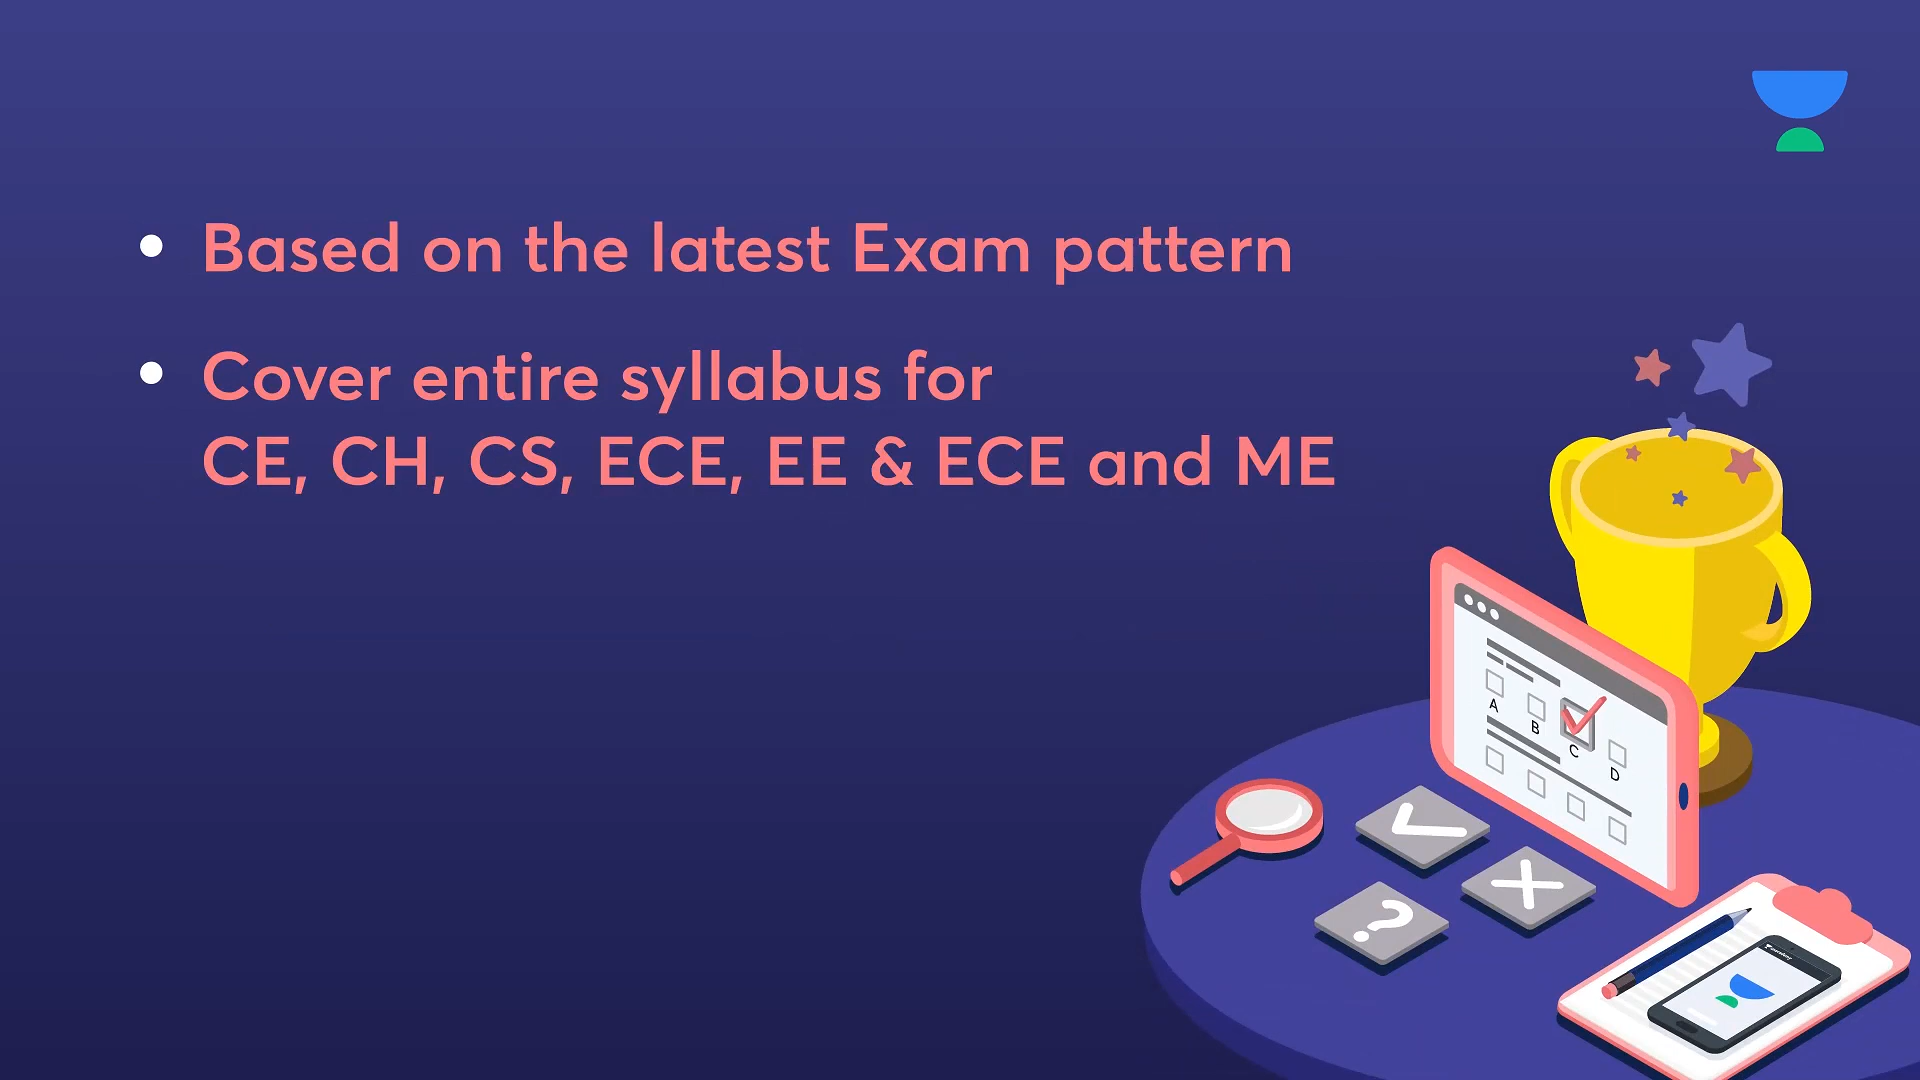 Based on the latest Exam pattern
Cover entire syllabus for
CE, CH, CS, ECE, EE & ECE and ME
A
B
C
D
?